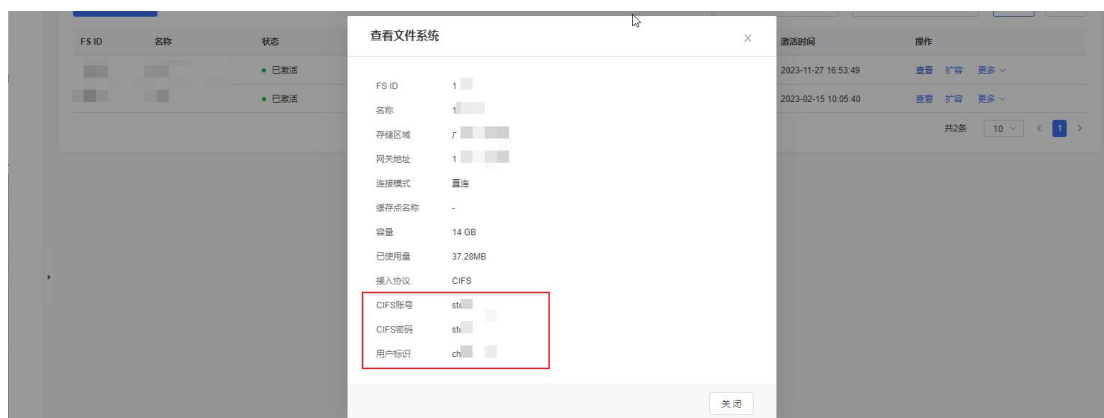 查看文件系统
FS ID 名称 状态 激活时间 操作
已激活 2023-11-27 16:53:49 查看 扩容 更多
已激活 2023-02-15 10:05:40 查看 扩容 更多
共2条 10 1
FS ID 1
名称 1
存储区域
网关地址 1
连接模式 直连
缓存点名称 -
容量 14 GB
已使用量 37.28MB
接入协议 CIFS
CIFS账号 st
CIFS密码 st
用户标识 ch
关闭